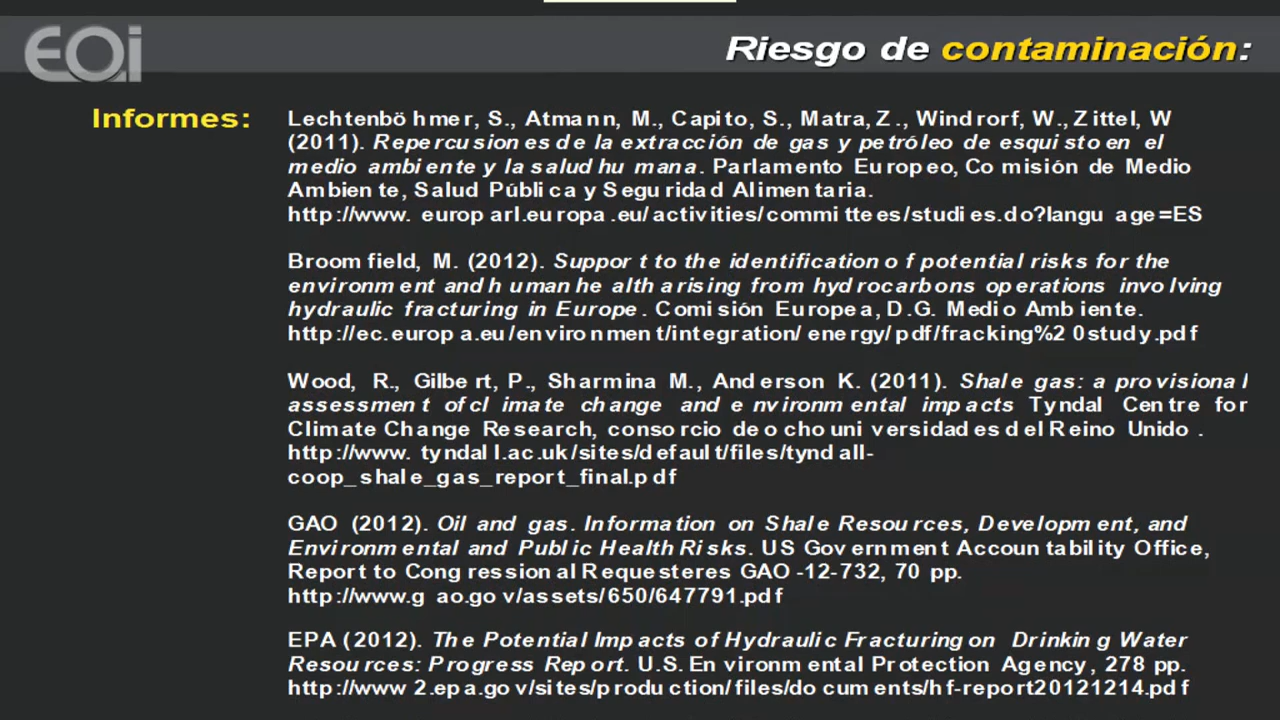 EOi
Riesgo de contaminación:
Informes:
Lechtenböhmer, S., Atmann, M., Capito, S., Matra, Z., Windrorf, W., Zittel, W
(2011). Repercusiones de la extracción de gas y petróleo de esquisto en el
medio ambiente y la salud humana. Parlamento Europeo, Comisión de Medio
Ambiente, Salud Pública y Seguridad Alimentaria.
http://www.europarl.europa.eu/activities/committees/studies.do?language=ES
Broomfield, M. (2012). Support to the identification of potential risks for the
environment and human health arising from hydrocarbons operations involving
hydraulic fracturing in Europe. Comisión Europea, D.G. Medio Ambiente.
http://ec.europa.eu/environment/integration/energy/pdf/fracking%20study.pdf
Wood, R., Gilbert, P., Sharmina M., Anderson K. (2011). Shale gas: a provisional
assessment of climate change and environmental impacts Tyndal Centre for
Climate Change Research, consorcio de ocho universidades del Reino Unido .
http://www.tyndall.ac.uk/sites/default/files/tyndall-
coop_shale_gas_report_final.pdf
GAO (2012). Oil and gas. Information on Shale Resources, Development, and
Environmental and Public Health Risks. US Government Accountability Office,
Report to Congressional Requesteres GAO-12-732, 70 pp.
http://www.gao.gov/assets/650/647791.pdf
EPA (2012). The Potential Impacts of Hydraulic Fracturing on Drinking Water
Resources: Progress Report. U.S. Environmental Protection Agency, 278 pp.
http://www2.epa.gov/sites/production/files/documents/hf-report20121214.pdf